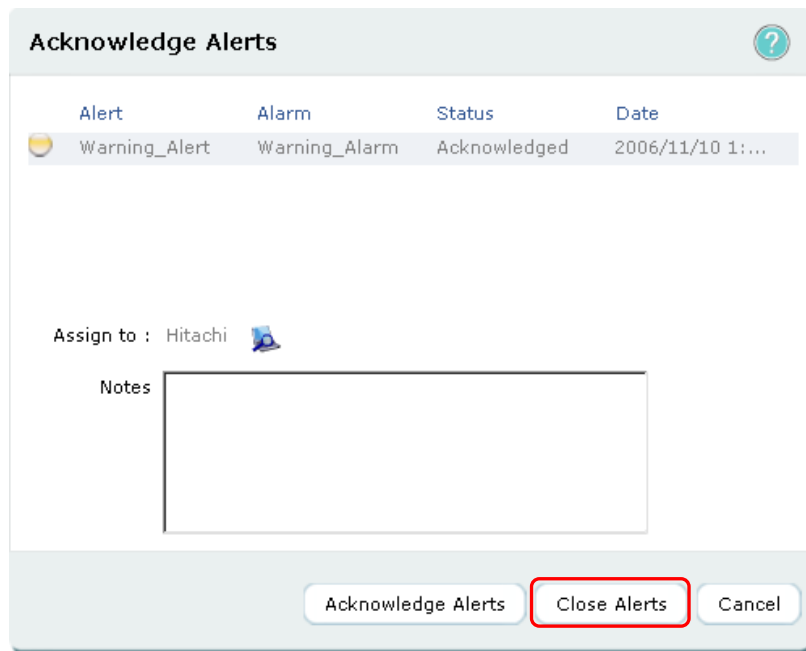 Acknowledge Alerts ?
Alert Alarm Status Date
Warning_Alert Warning_Alarm Acknowledged 2006/11/10 1:...
Assign to : Hitachi
Notes
Acknowledge Alerts Close Alerts Cancel